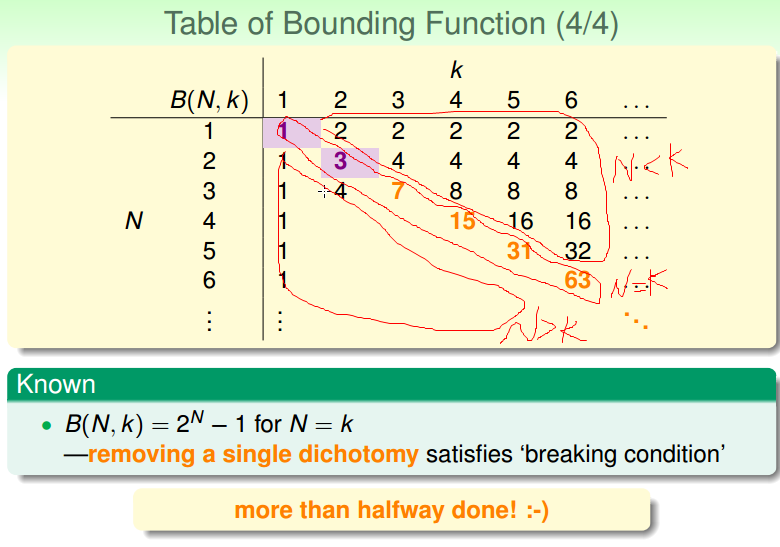 Table of Bounding Function (4/4)
k
B(N, k) 1 2 3 4 5 6 ...
1 1 2 2 2 2 2 ...
2 1 3 4 4 4 4 ... N<k
3 1 4 7 8 8 8 ...
N 4 1 15 16 16 ...
5 1 31 32 ...
6 1 63 ... N=k
⋮ ⋮ ⋱
N>k
Known
• B(N, k) = 2^N − 1 for N = k
—removing a single dichotomy satisfies ‘breaking condition’
more than halfway done! :-)